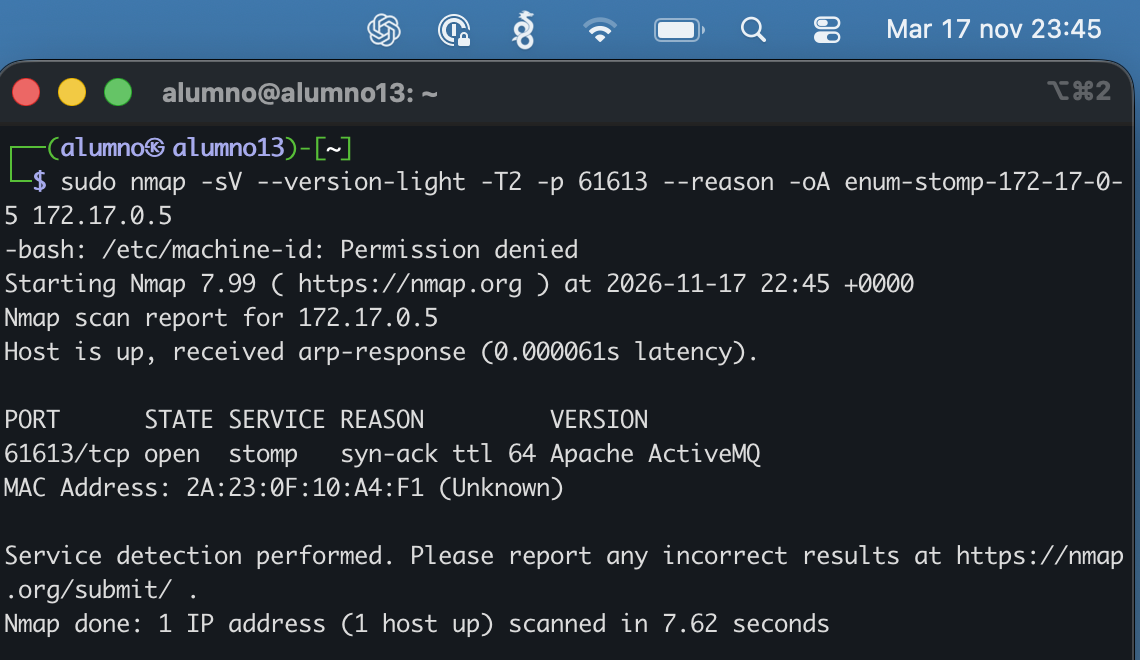 Mar 17 nov 23:45
alumno@alumno13: ~
⌥⌘2
┌──(alumno㉿alumno13)-[~]
└─$ sudo nmap -sV --version-light -T2 -p 61613 --reason -oA enum-stomp-172-17-0-
5 172.17.0.5
-bash: /etc/machine-id: Permission denied
Starting Nmap 7.99 ( https://nmap.org ) at 2026-11-17 22:45 +0000
Nmap scan report for 172.17.0.5
Host is up, received arp-response (0.000061s latency).
PORT      STATE SERVICE REASON         VERSION
61613/tcp open  stomp   syn-ack ttl 64 Apache ActiveMQ
MAC Address: 2A:23:0F:10:A4:F1 (Unknown)
Service detection performed. Please report any incorrect results at https://nmap
.org/submit/ .
Nmap done: 1 IP address (1 host up) scanned in 7.62 seconds